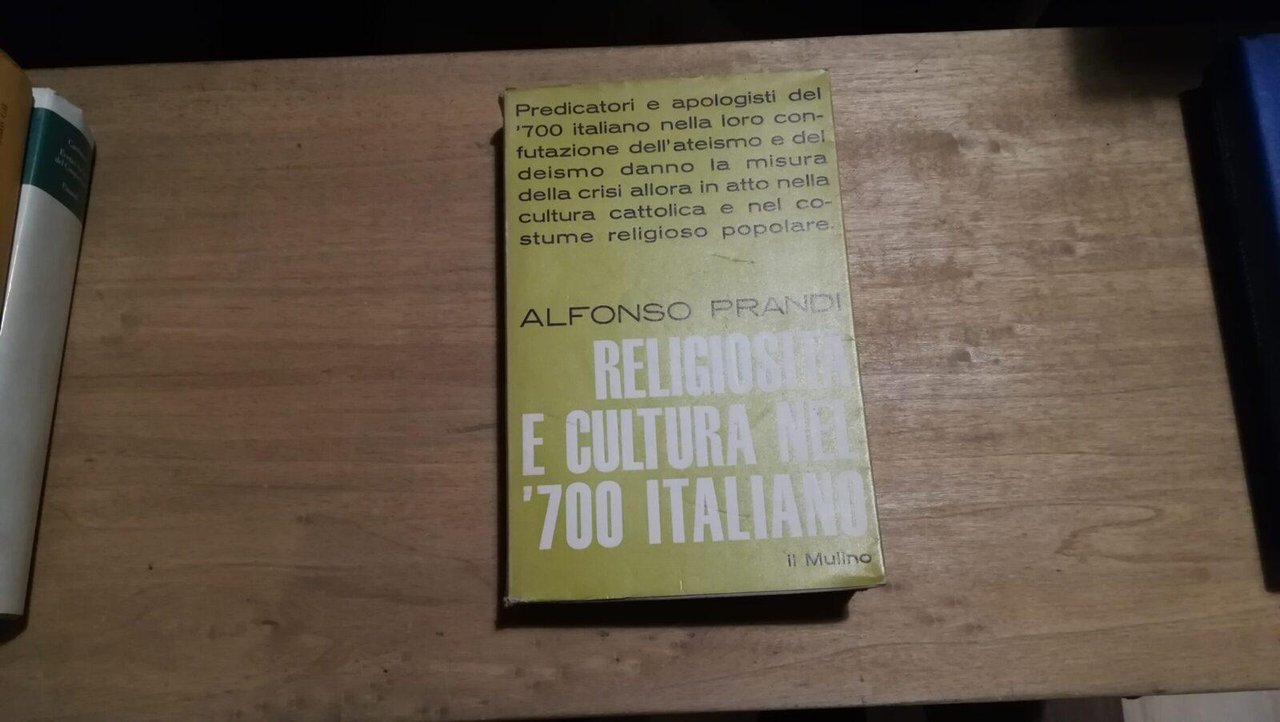 Predicatori e apologisti del
'700 italiano nella loro con-
futazione dell'ateismo e del
deismo danno la misura
della crisi allora in atto nella
cultura cattolica e nel co-
stume religioso popolare.
ALFONSO PRANDI
RELIGIOSITÀ
E CULTURA NEL
'700 ITALIANO
il Mulino